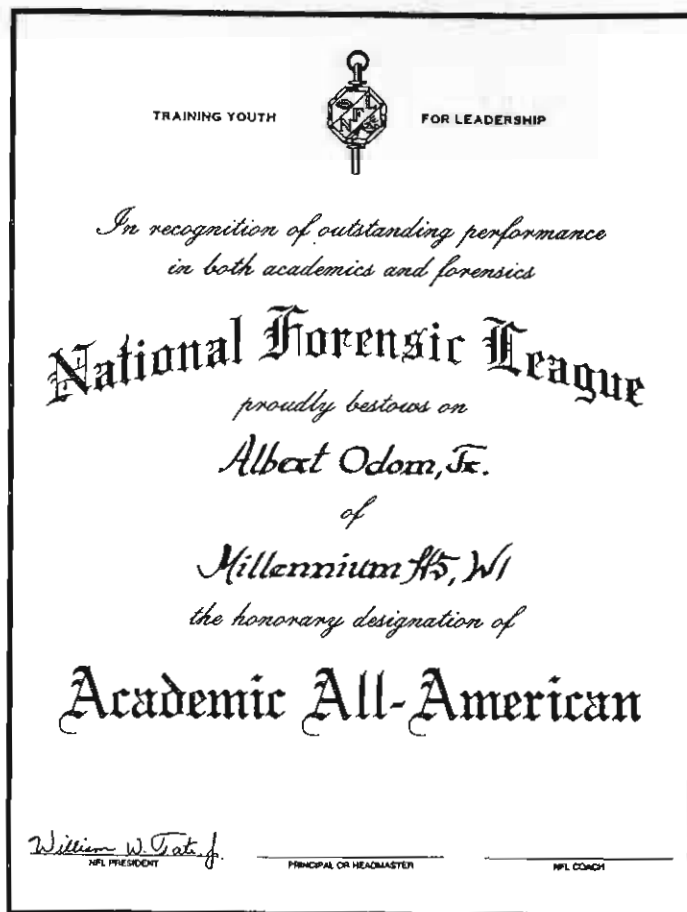 TRAINING YOUTH FOR LEADERSHIP
In recognition of outstanding performance
in both academics and forensics
National Forensic League
proudly bestows on
Albert Odom, Jr.
of
Millennium HS, WI
the honorary designation of
Academic All-American
William W. Tate, Jr.
NFL PRESIDENT PRINCIPAL OR HEADMASTER NFL COACH